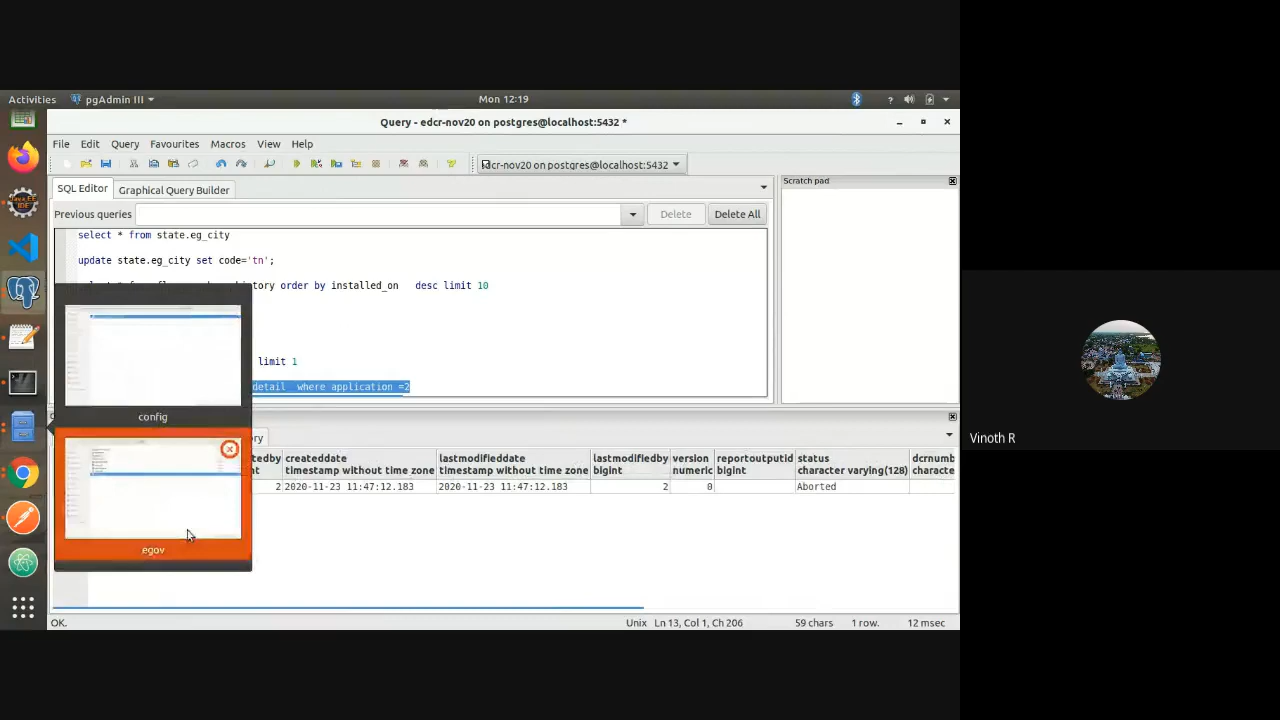 Activities pgAdmin III Mon 12:19 ?
Query - edcr-nov20 on postgres@localhost:5432 *
File Edit Query Favourites Macros View Help
dcr-nov20 on postgres@localhost:5432
SQL Editor Graphical Query Builder
Scratch pad
Previous queries Delete Delete All
select * from state.eg_city
update state.eg_city set code='tn';
order by installed_on desc limit 10
limit 1
detail where application =2
config
egov
createddate lastmodifieddate lastmodifiedby version reportoutputid status dcrnumb
timestamp without time zone timestamp without time zone bigint numeric bigint character varying(128) characte
2 2020-11-23 11:47:12.183 2020-11-23 11:47:12.183 2 0 Aborted
Vinoth R
OK. Unix Ln 13, Col 1, Ch 206 59 chars 1 row. 12 msec